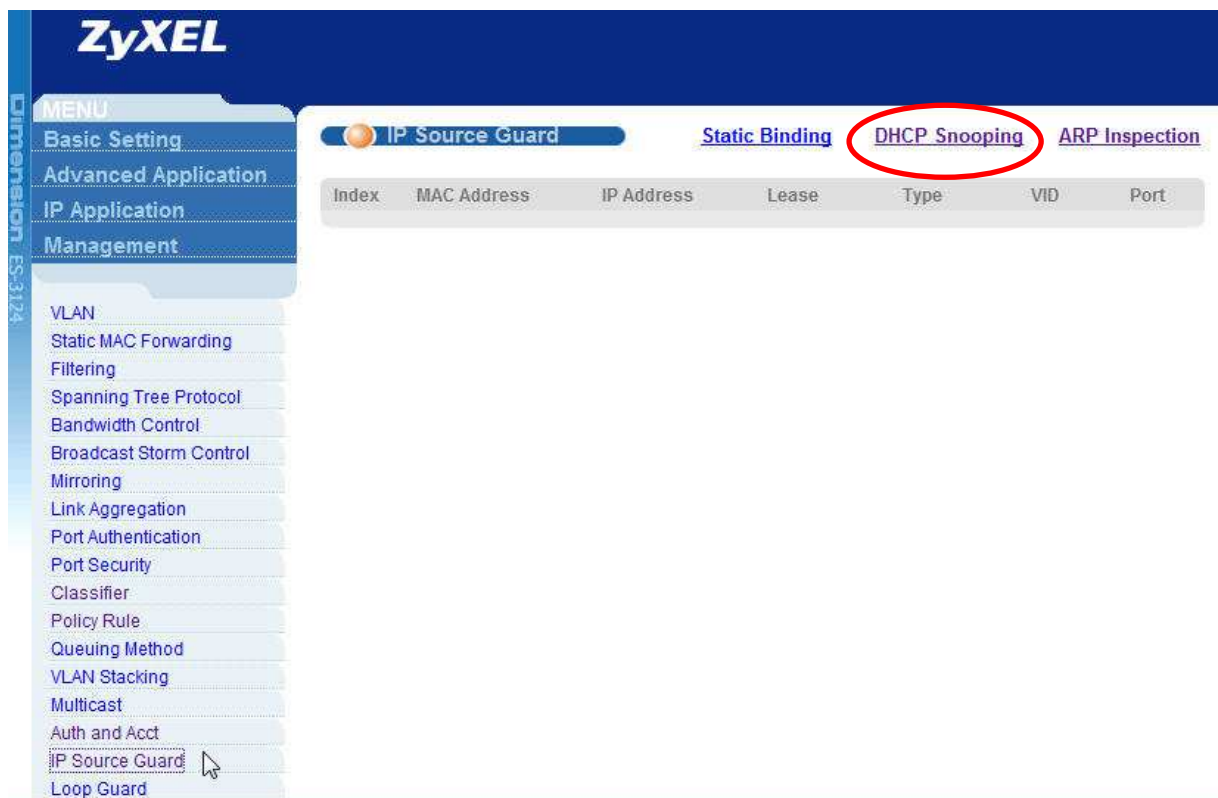 ZyXEL
Dimension ES-3124
MENU
Basic Setting
Advanced Application
IP Application
Management
IP Source Guard
Static Binding
DHCP Snooping
ARP Inspection
Index MAC Address IP Address Lease Type VID Port
VLAN
Static MAC Forwarding
Filtering
Spanning Tree Protocol
Bandwidth Control
Broadcast Storm Control
Mirroring
Link Aggregation
Port Authentication
Port Security
Classifier
Policy Rule
Queuing Method
VLAN Stacking
Multicast
Auth and Acct
IP Source Guard
Loop Guard